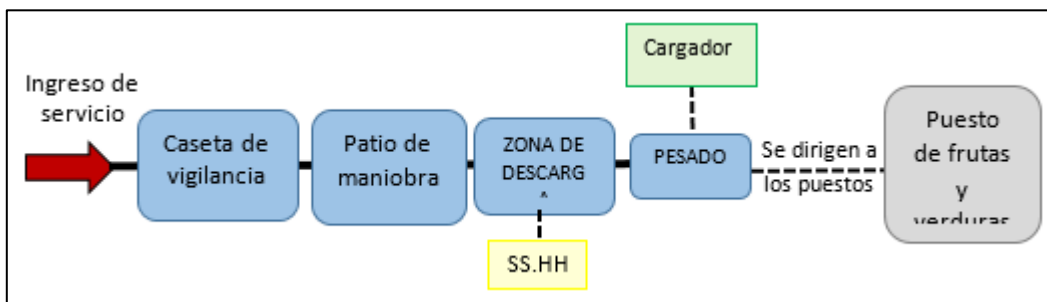 Cargador
Ingreso de
servicio
Caseta de
vigilancia
Patio de
maniobra
ZONA DE
DESCARG
PESADO
Se dirigen a
los puestos
Puesto
de frutas
y
verduras
SS.HH